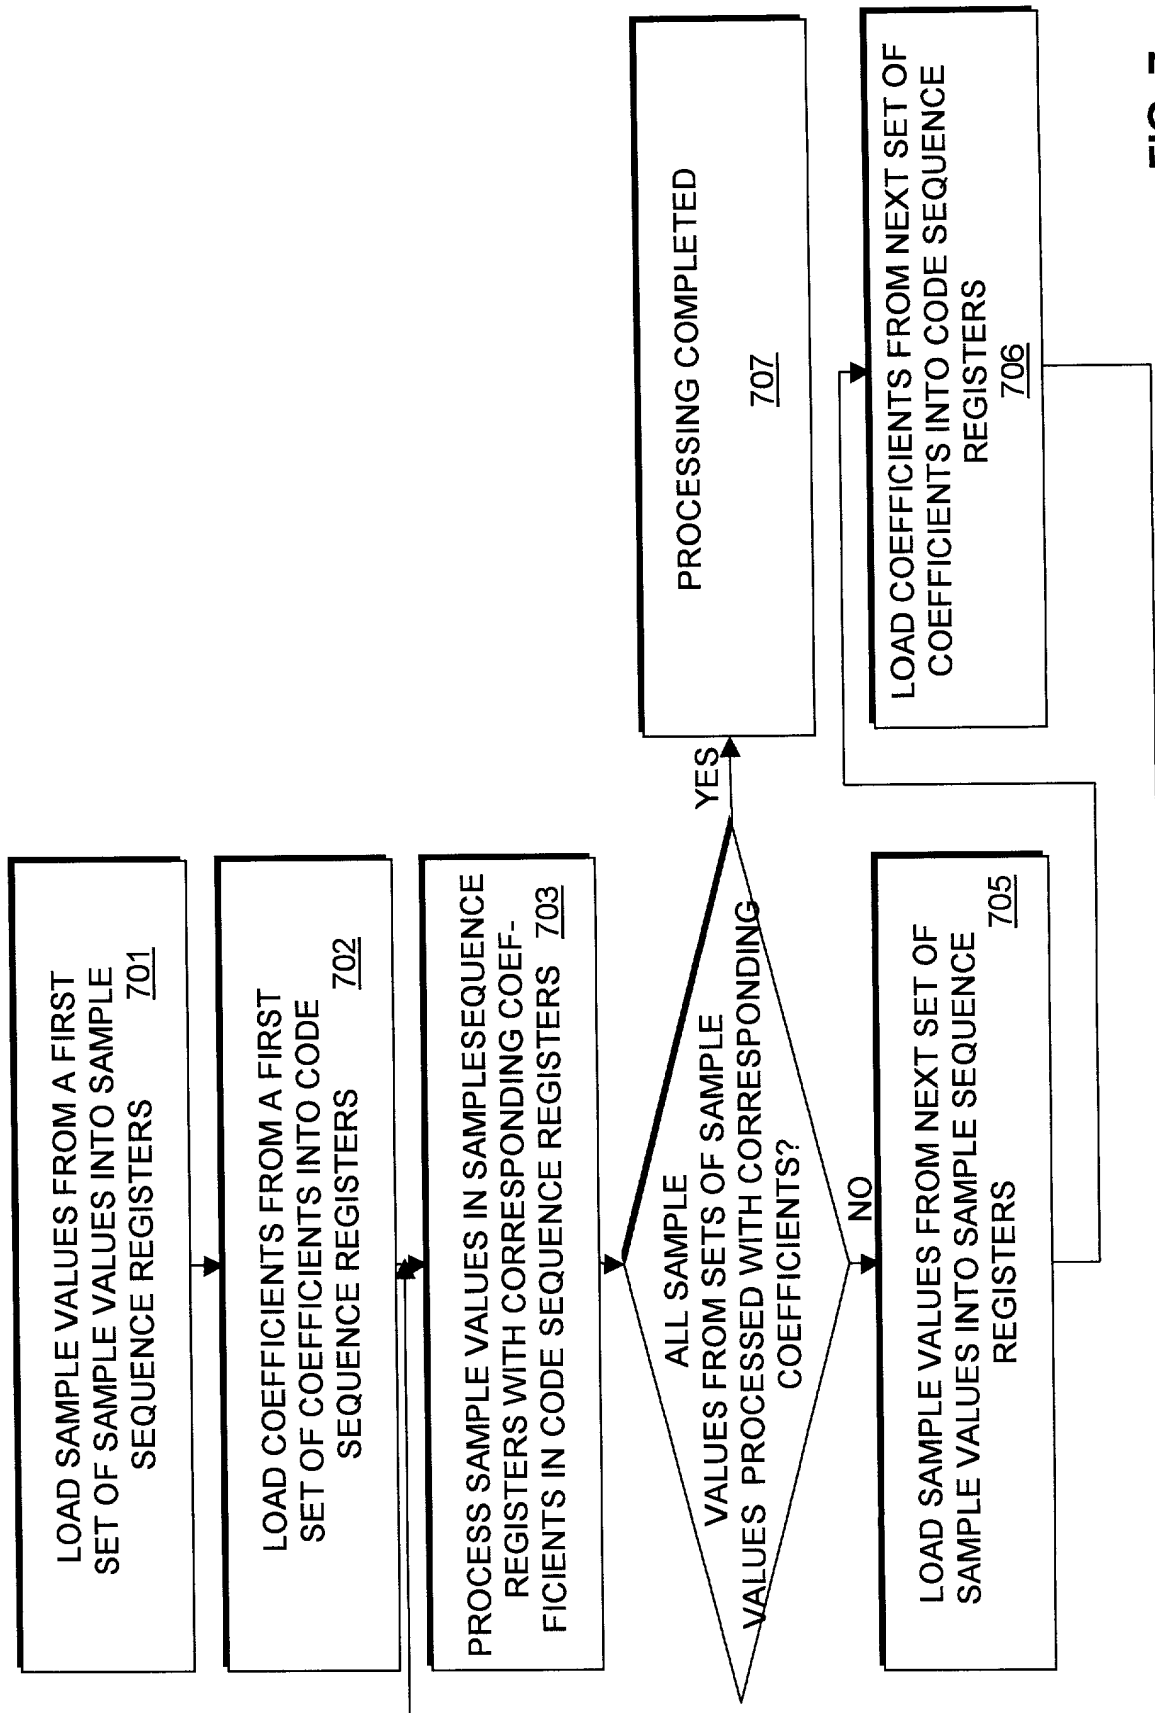 LOAD SAMPLE VALUES FROM A FIRST
SET OF SAMPLE VALUES INTO SAMPLE
SEQUENCE REGISTERS
701
LOAD COEFFICIENTS FROM A FIRST
SET OF COEFFICIENTS INTO CODE
SEQUENCE REGISTERS
702
PROCESS SAMPLE VALUES IN SAMPLESEQUENCE
REGISTERS WITH CORRESPONDING COEF-
FICIENTS IN CODE SEQUENCE REGISTERS
703
ALL SAMPLE
VALUES FROM SETS OF SAMPLE
VALUES PROCESSED WITH CORRESPONDING
COEFFICIENTS?
YES
NO
PROCESSING COMPLETED
707
LOAD SAMPLE VALUES FROM NEXT SET OF
SAMPLE VALUES INTO SAMPLE SEQUENCE
REGISTERS
705
LOAD COEFFICIENTS FROM NEXT SET OF
COEFFICIENTS INTO CODE SEQUENCE
REGISTERS
706